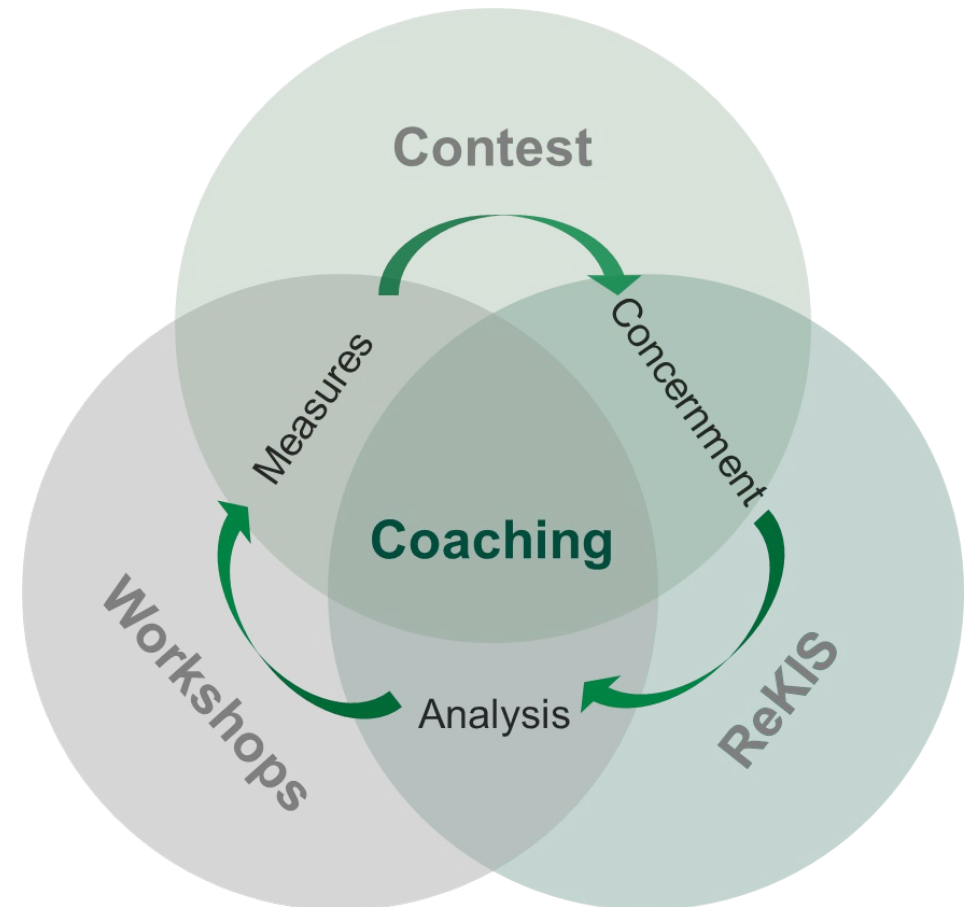 Contest
Measures
Concernment
Coaching
Workshops
Analysis
ReKIS